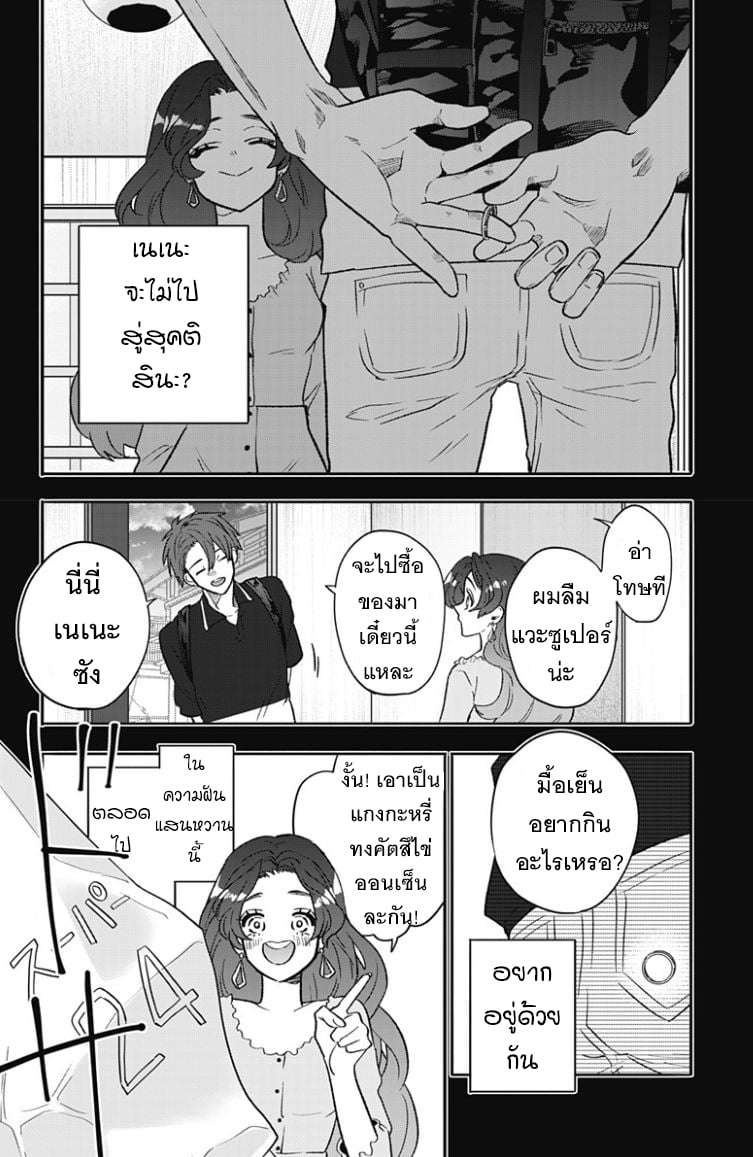 เนเนะ
จะไม่ไป
สู่สุคติ
สินะ?
อ่า
โทษที
ผมลืม
แวะซูเปอร์
น่ะ
จะไปซื้อ
ของมา
เดี๋ยวนี้
แหละ
นี่นี่
เนเนะ
ซัง
มื้อเย็น
อยากกิน
อะไรเหรอ?
อยาก
อยู่ด้วย
กัน
งั้น! เอาเป็น
แกงกะหรี่
ทงคัตสึไข่
ออนเซ็น
ละกัน!
ใน
ความฝัน
แสนหวาน
นี้
ตลอด
ไป
スーパー
24